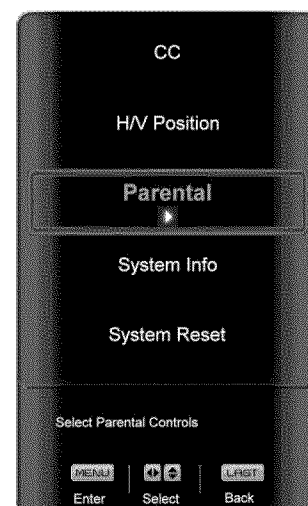 CC
H/V Position
Parental
System Info
System Reset
Select Parental Controls
MENU LAST
Enter Select Back